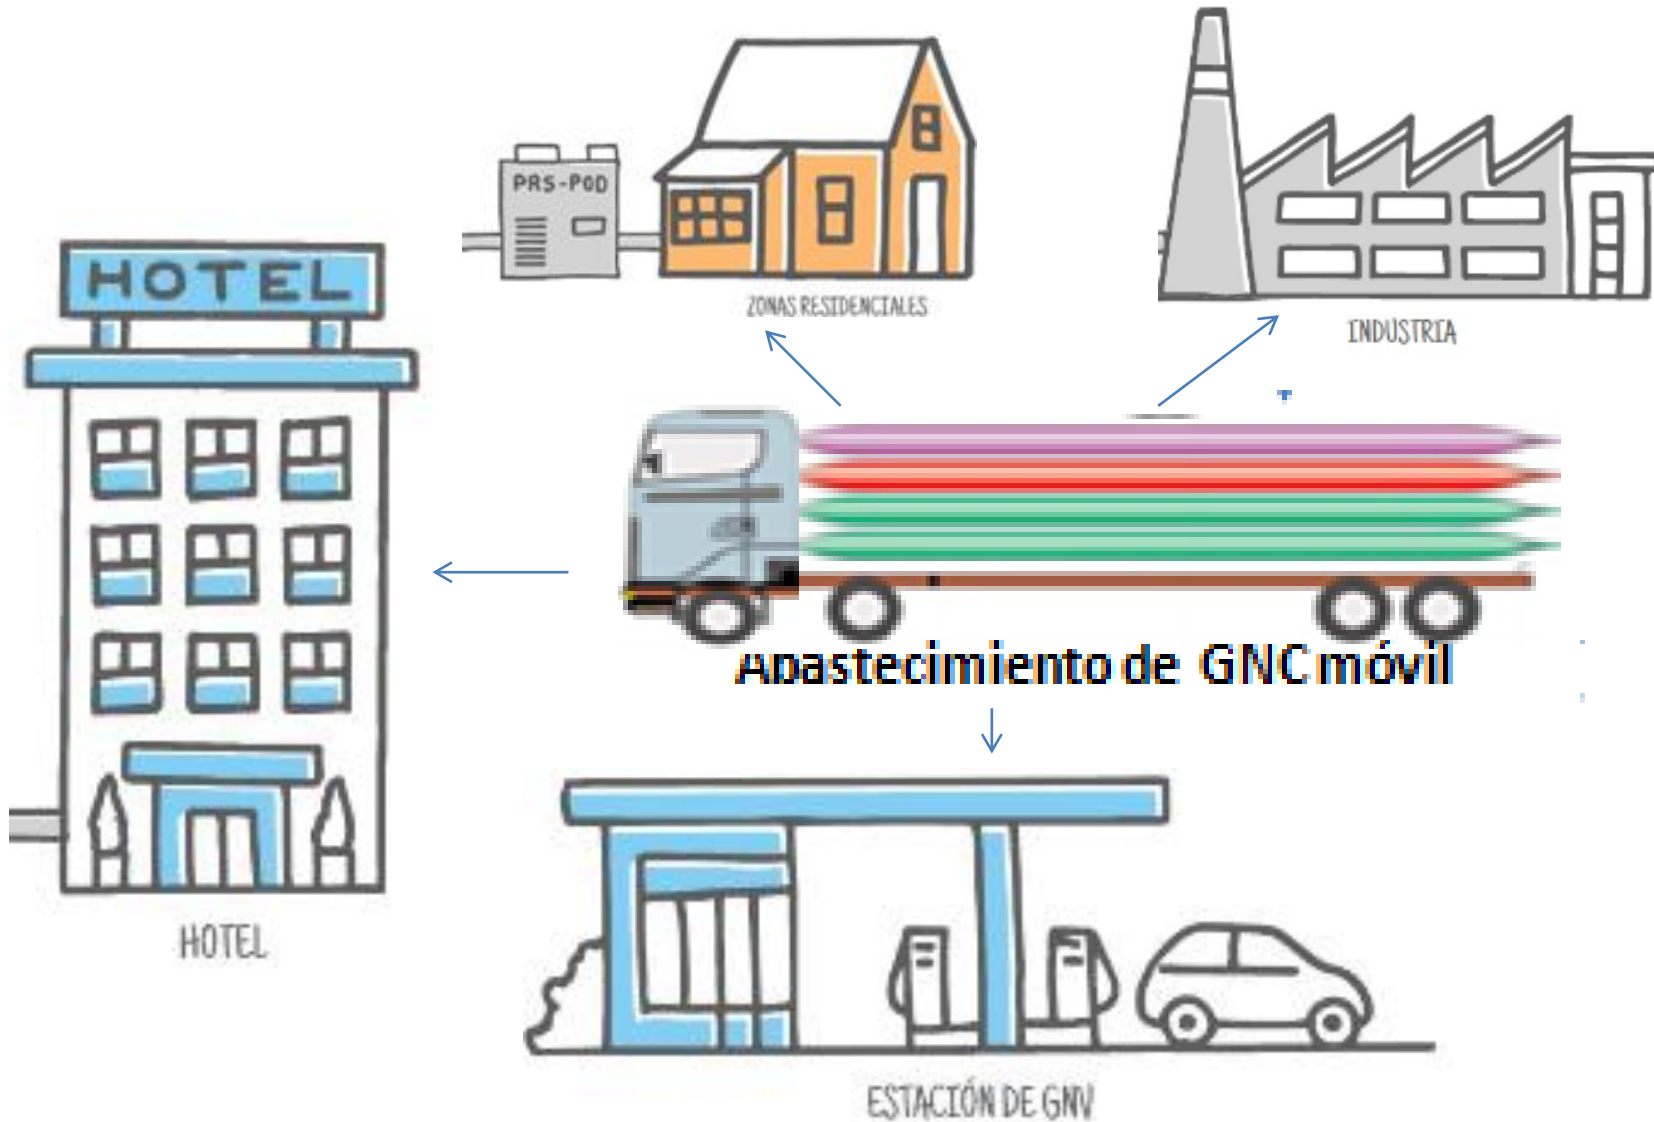 PRS-POD
ZONAS RESIDENCIALES
INDUSTRIA
HOTEL
Abastecimiento de GNC móvil
HOTEL
ESTACIÓN DE GNV